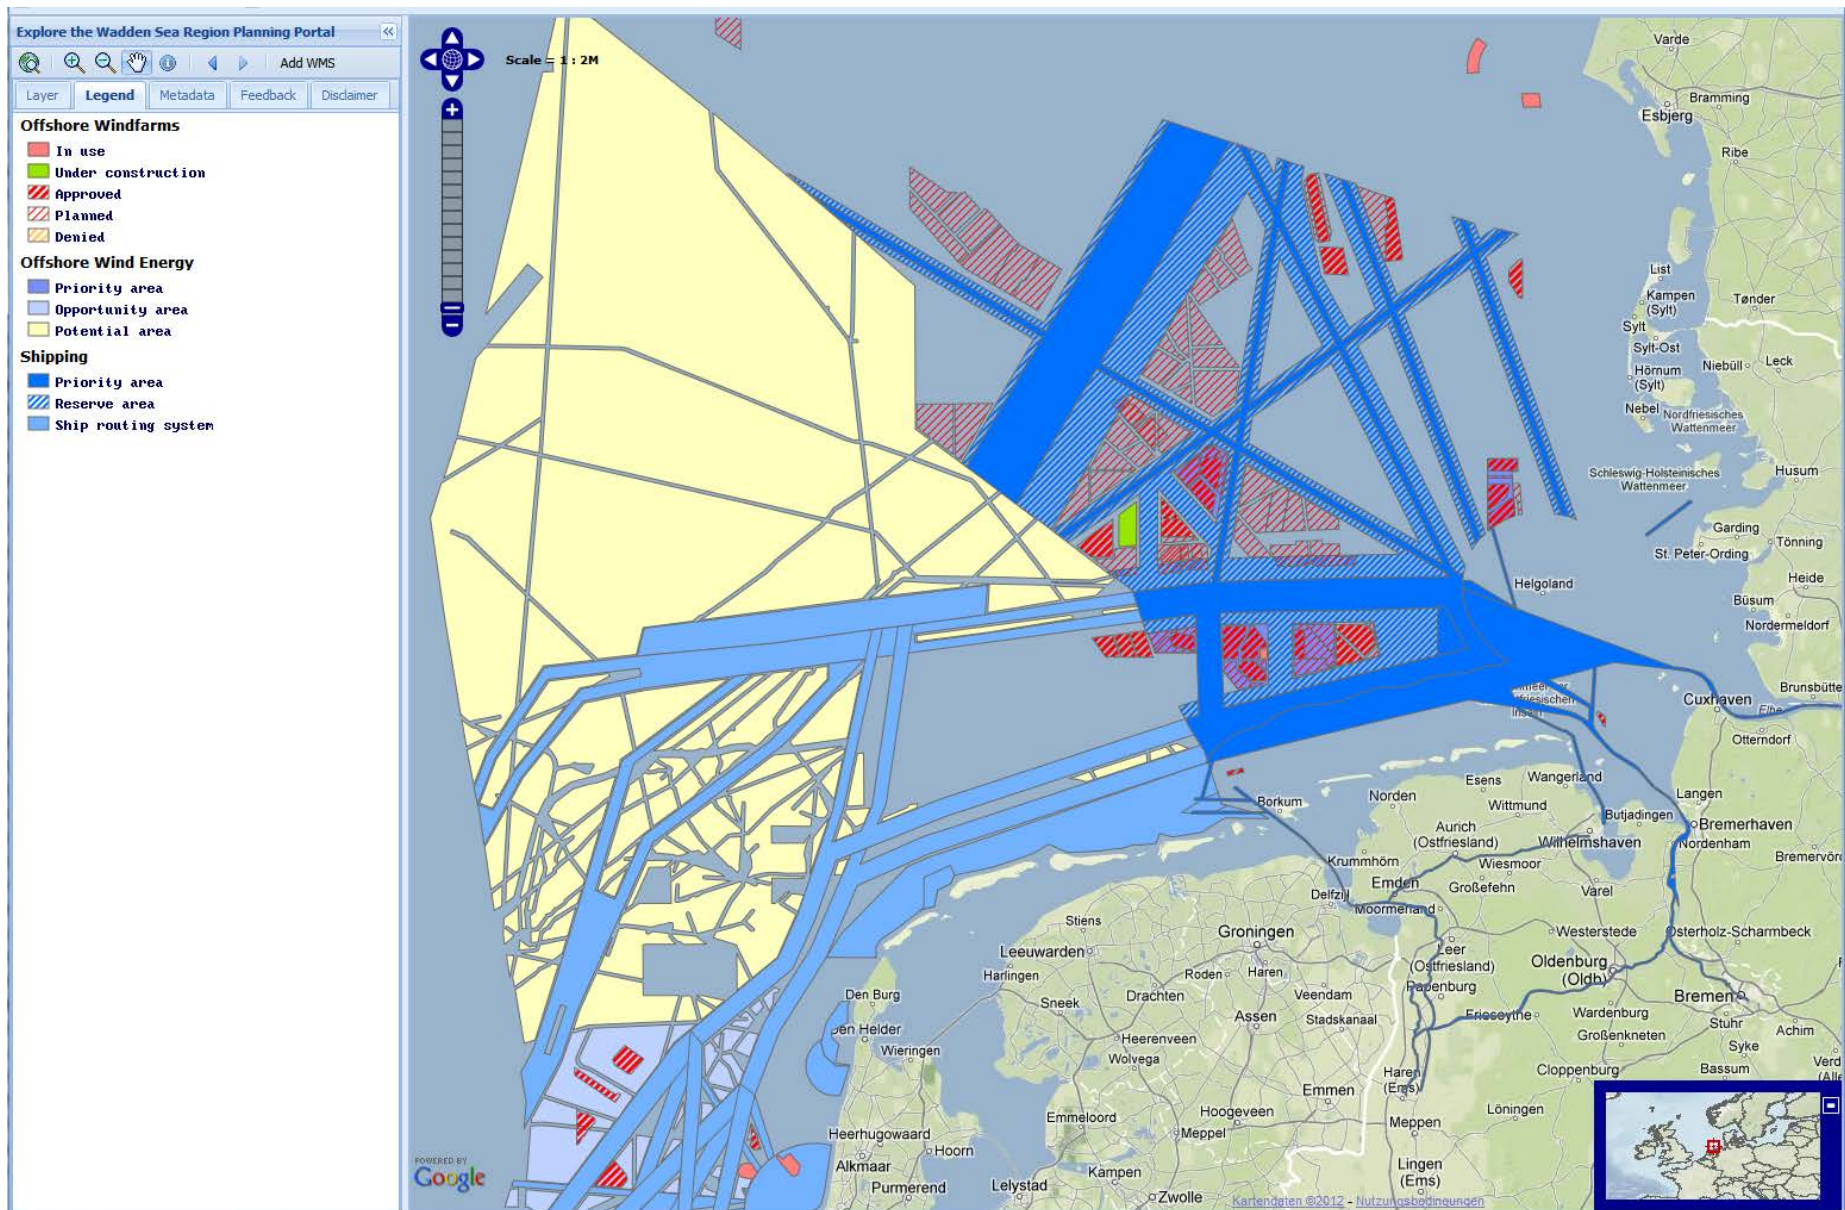 Explore the Wadden Sea Region Planning Portal
Add WMS
Layer
Legend
Metadata
Feedback
Disclaimer
Offshore Windfarms
In use
Under construction
Approved
Planned
Denied
Offshore Wind Energy
Priority area
Opportunity area
Potential area
Shipping
Priority area
Reserve area
Ship routing system
Scale = 1 : 2M
Varde
Bramming
Esbjerg
Ribe
List
Kampen
(Sylt)
Tønder
Sylt
Sylt-Ost
Niebüll
Leck
Hörnum
(Sylt)
Nebel
Nordfriesisches
Wattenmeer
Schleswig-Holsteinisches
Wattenmeer
Husum
Garding
Tönning
St. Peter-Ording
Heide
Helgoland
Büsum
Nordermeldorf
Brunsbütte
Cuxhaven
Elbe
Otterndorf
Esens
Wangerland
Norden
Langen
Borkum
Wittmund
Butjadingen
Aurich
(Ostfriesland)
Bremerhaven
Wilhelmshaven
Nordenham
Bremervör
Krummhörn
Wiesmoor
Emden
Großefehn
Varel
Delfzijl
Moormerland
Stiens
Groningen
Westerstede
Osterholz-Scharmbeck
Leeuwarden
Leer
(Ostfriesland)
Oldenburg
(Oldb)
Harlingen
Roden
Haren
Papenburg
Den Burg
Sneek
Drachten
Veendam
Bremen
Assen
Stadskanaal
Friesoythe
Wardenburg
Den Helder
Heerenveen
Großenkneten
Stuhr
Achim
Wieringen
Wolvega
Syke
Verd
(Alle
Haren
(Ems)
Cloppenburg
Bassum
Emmen
Emmeloord
Hoogeveen
Löningen
Meppel
Meppen
Heerhugowaard
Hoorn
Alkmaar
Kampen
Lingen
(Ems)
Purmerend
Lelystad
Zwolle
POWERED BY
Google
Kartendaten ©2012 - Nutzungsbedingungen